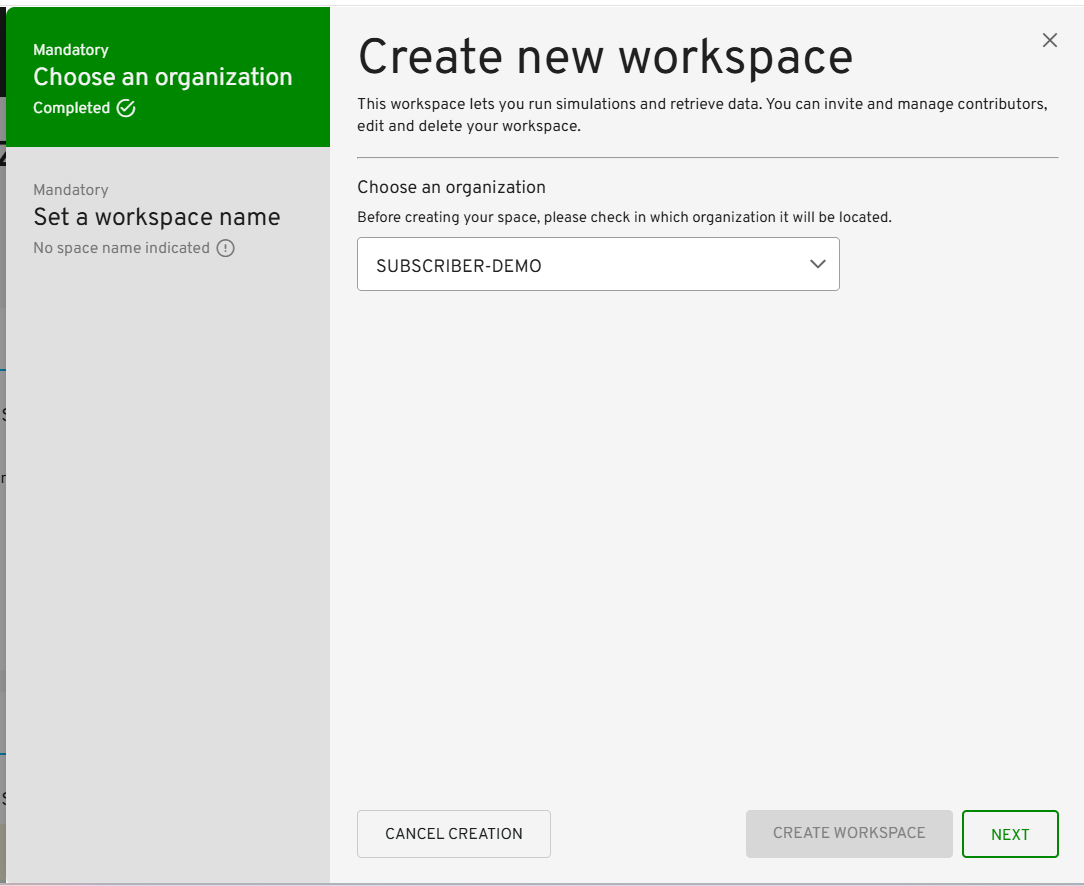 Mandatory
Choose an organization
Completed
Mandatory
Set a workspace name
No space name indicated
Create new workspace
This workspace lets you run simulations and retrieve data. You can invite and manage contributors,
edit and delete your workspace.
Choose an organization
Before creating your space, please check in which organization it will be located.
SUBSCRIBER-DEMO
CANCEL CREATION
CREATE WORKSPACE
NEXT